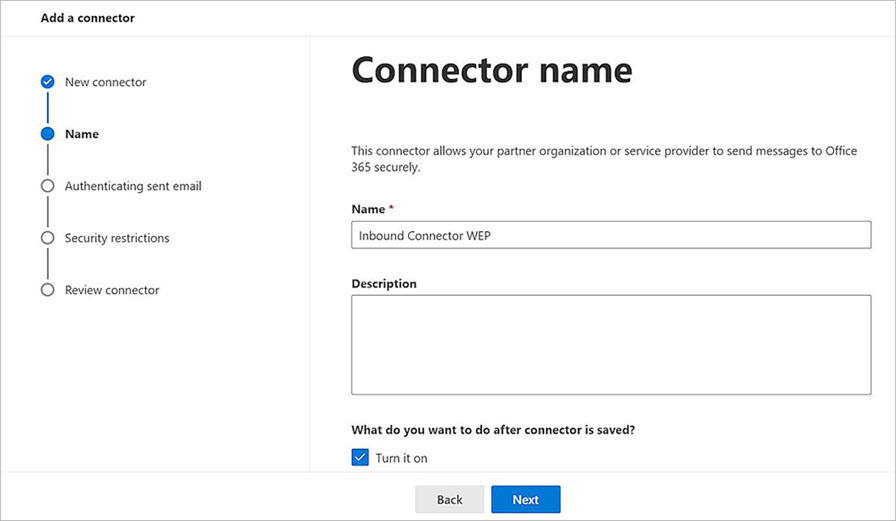 Add a connector
New connector
Name
Authenticating sent email
Security restrictions
Review connector
Connector name
This connector allows your partner organization or service provider to send messages to Office
365 securely.
Name *
Inbound Connector WEP
Description
What do you want to do after connector is saved?
Turn it on
Back
Next